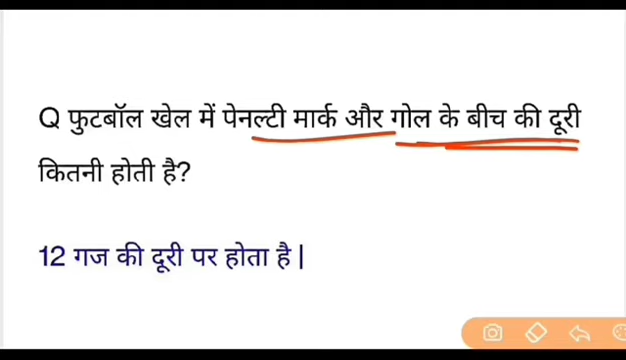 Q फुटबॉल खेल में पेनल्टी मार्क और गोल के बीच की दूरी
कितनी होती है?
12 गज की दूरी पर होता है |